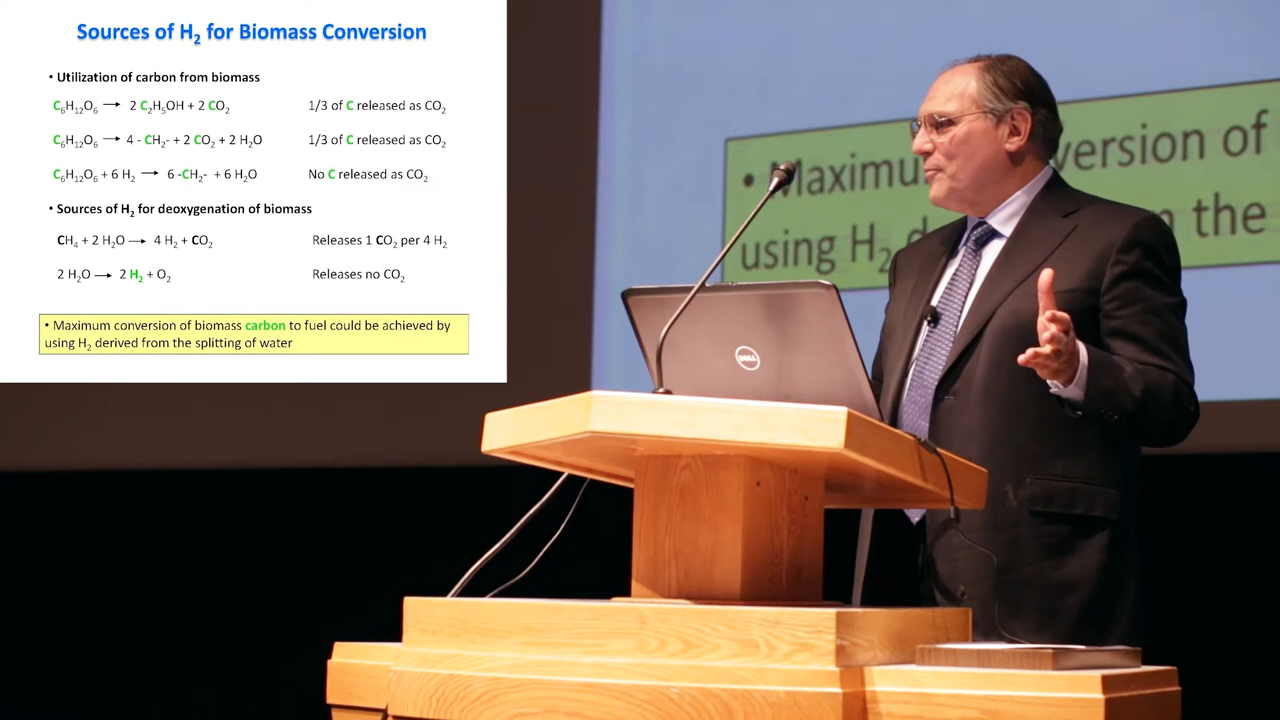 Sources of H₂ for Biomass Conversion
• Utilization of carbon from biomass
C₆H₁₂O₆ → 2 C₂H₅OH + 2 CO₂ 1/3 of C released as CO₂
C₆H₁₂O₆ → 4 - CH₂- + 2 CO₂ + 2 H₂O 1/3 of C released as CO₂
C₆H₁₂O₆ + 6 H₂ → 6 -CH₂- + 6 H₂O No C released as CO₂
• Sources of H₂ for deoxygenation of biomass
CH₄ + 2 H₂O → 4 H₂ + CO₂ Releases 1 CO₂ per 4 H₂
2 H₂O → 2 H₂ + O₂ Releases no CO₂
• Maximum conversion of biomass carbon to fuel could be achieved by
using H₂ derived from the splitting of water
• Maximu version of
using H₂ d the
DELL